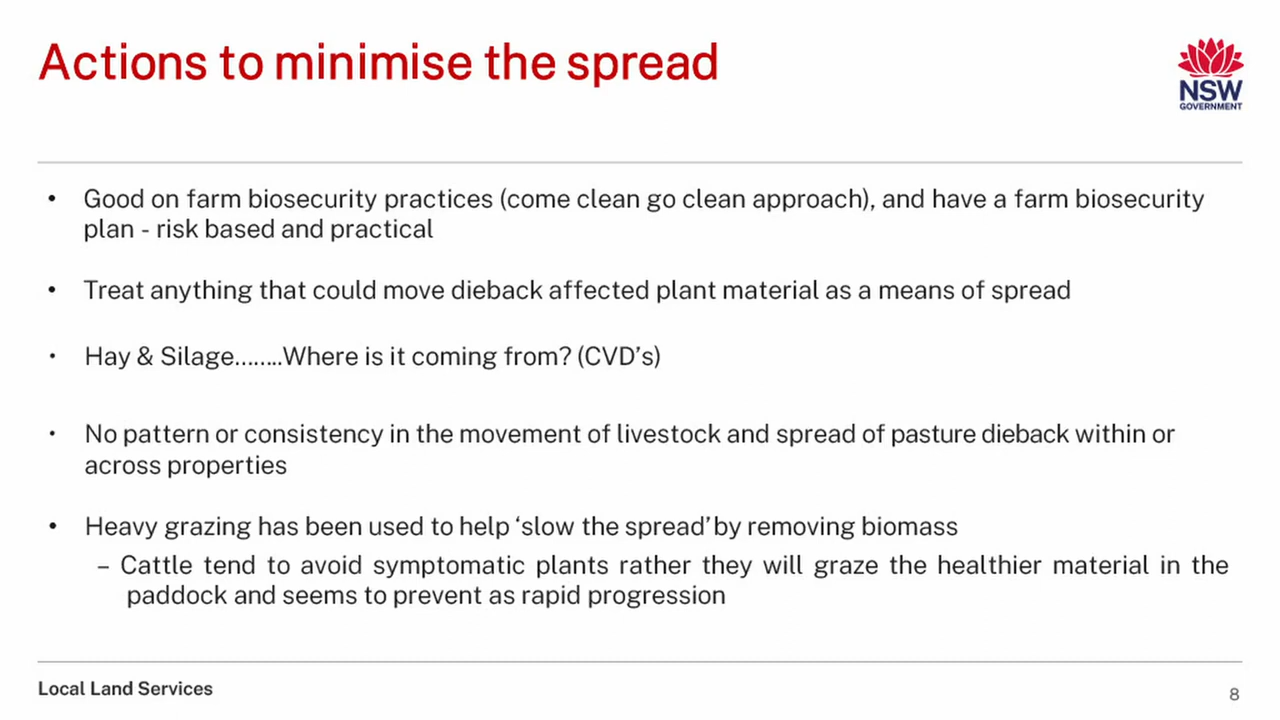 Actions to minimise the spread
NSW
GOVERNMENT
• Good on farm biosecurity practices (come clean go clean approach), and have a farm biosecurity
plan - risk based and practical
• Treat anything that could move dieback affected plant material as a means of spread
• Hay & Silage........Where is it coming from? (CVD’s)
• No pattern or consistency in the movement of livestock and spread of pasture dieback within or
across properties
• Heavy grazing has been used to help ‘slow the spread’ by removing biomass
– Cattle tend to avoid symptomatic plants rather they will graze the healthier material in the
paddock and seems to prevent as rapid progression
Local Land Services
8